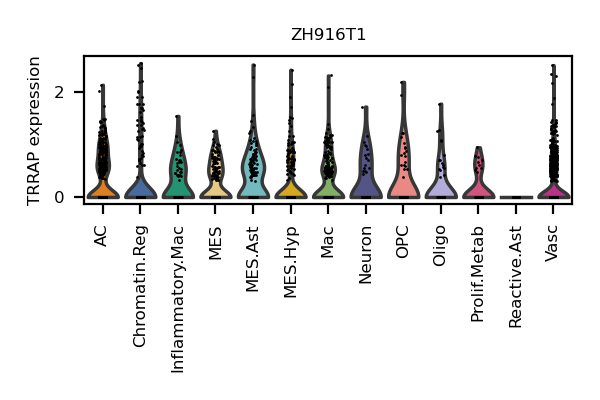 ZH916T1
TRRAP expression
2
0
AC
Chromatin.Reg
Inflammatory.Mac
MES
MES.Ast
MES.Hyp
Mac
Neuron
OPC
Oligo
Prolif.Metab
Reactive.Ast
Vasc